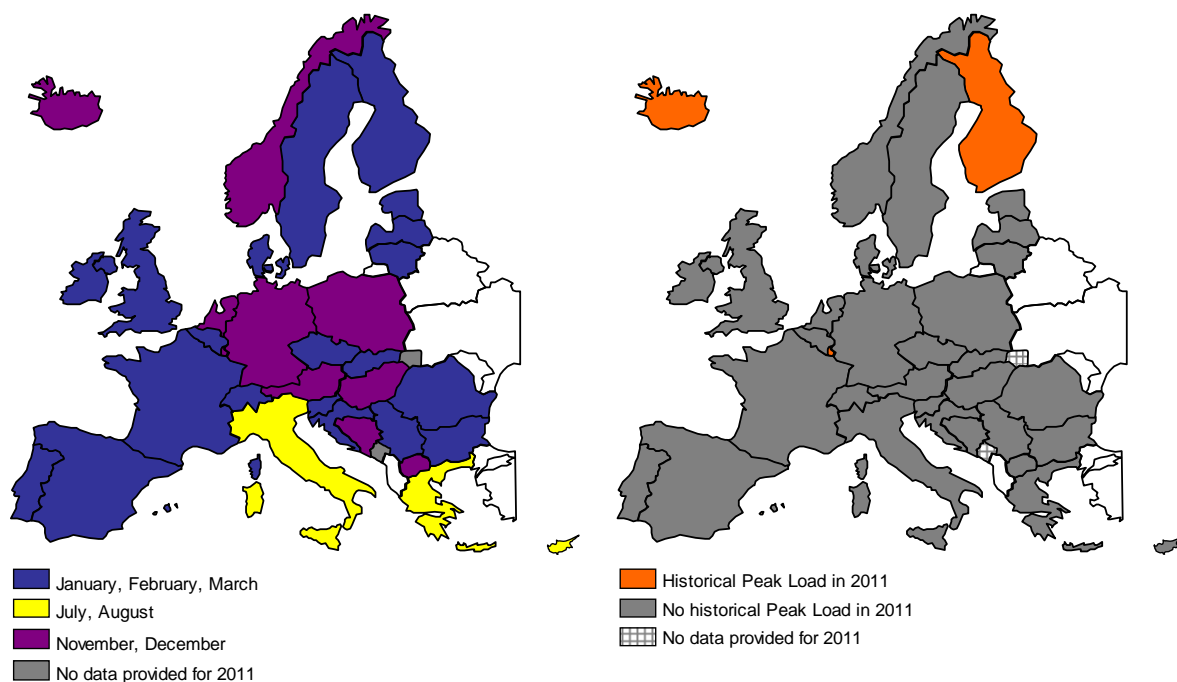 January, February, March
July, August
November, December
No data provided for 2011
Historical Peak Load in 2011
No historical Peak Load in 2011
No data provided for 2011